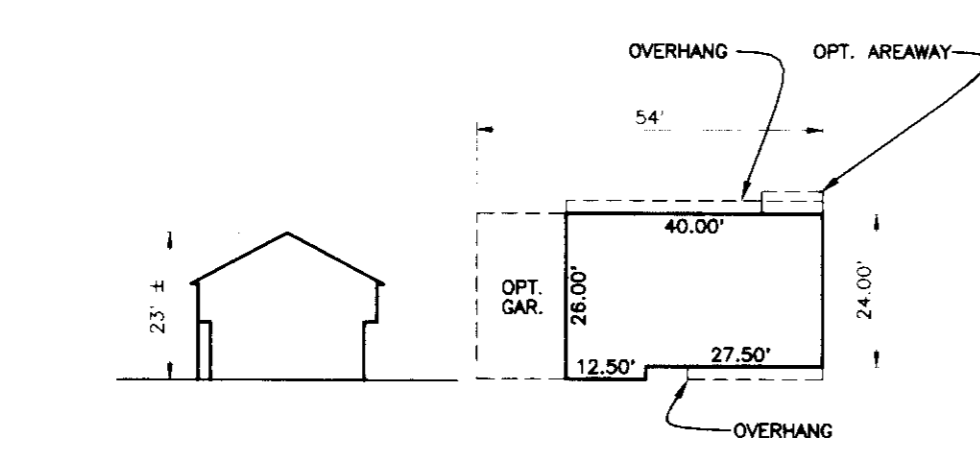 OVERHANG
OPT. AREAWAY
54'
40.00'
23' ±
OPT.
GAR.
26.00'
24.00'
12.50'
27.50'
OVERHANG